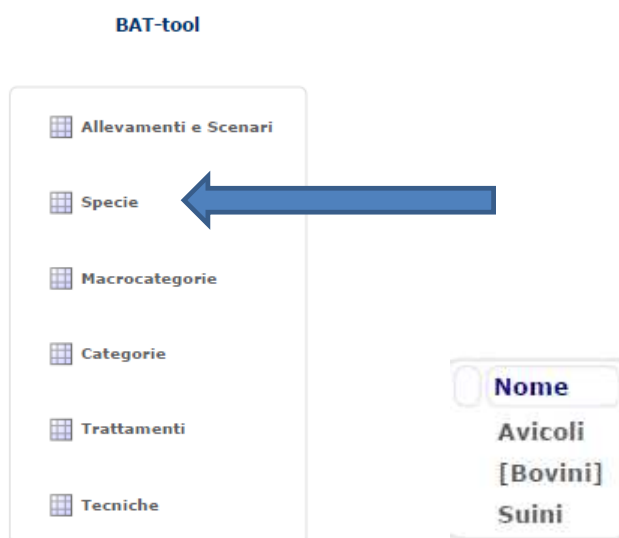 BAT-tool
Allevamenti e Scenari
Specie
Macrocategorie
Categorie
Trattamenti
Tecniche
Nome
Avicoli
[Bovini]
Suini